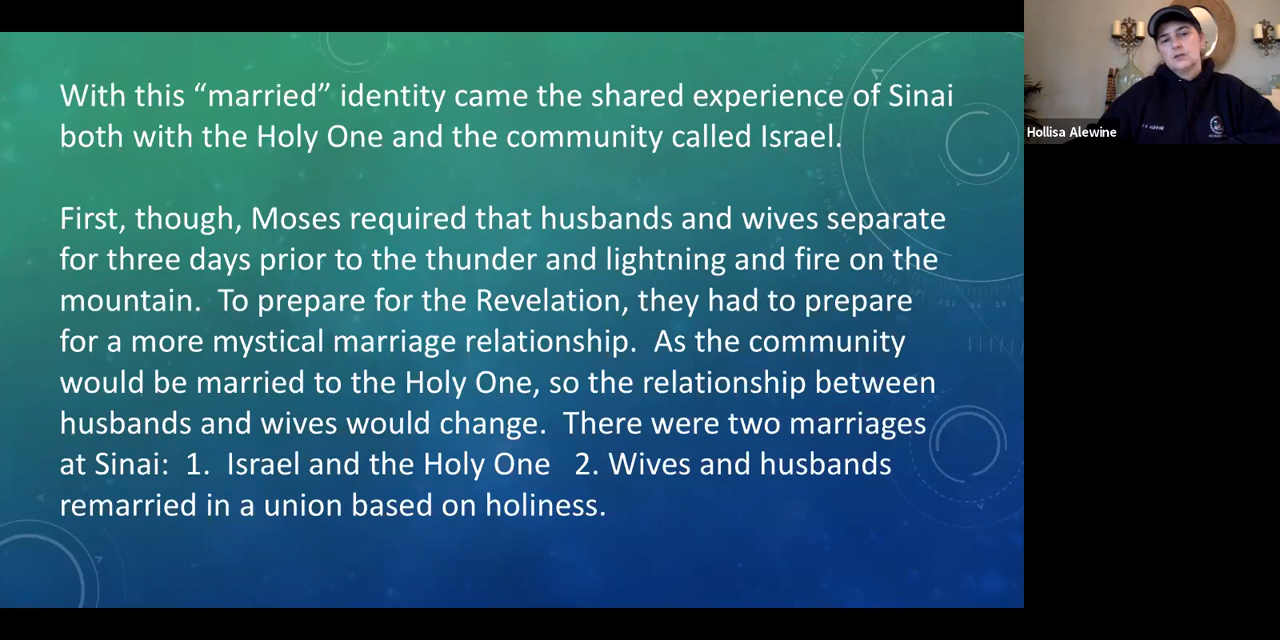 With this “married” identity came the shared experience of Sinai
both with the Holy One and the community called Israel.
First, though, Moses required that husbands and wives separate
for three days prior to the thunder and lightning and fire on the
mountain.  To prepare for the Revelation, they had to prepare
for a more mystical marriage relationship.  As the community
would be married to the Holy One, so the relationship between
husbands and wives would change.  There were two marriages
at Sinai:  1.  Israel and the Holy One   2. Wives and husbands
remarried in a union based on holiness.
Hollisa Alewine